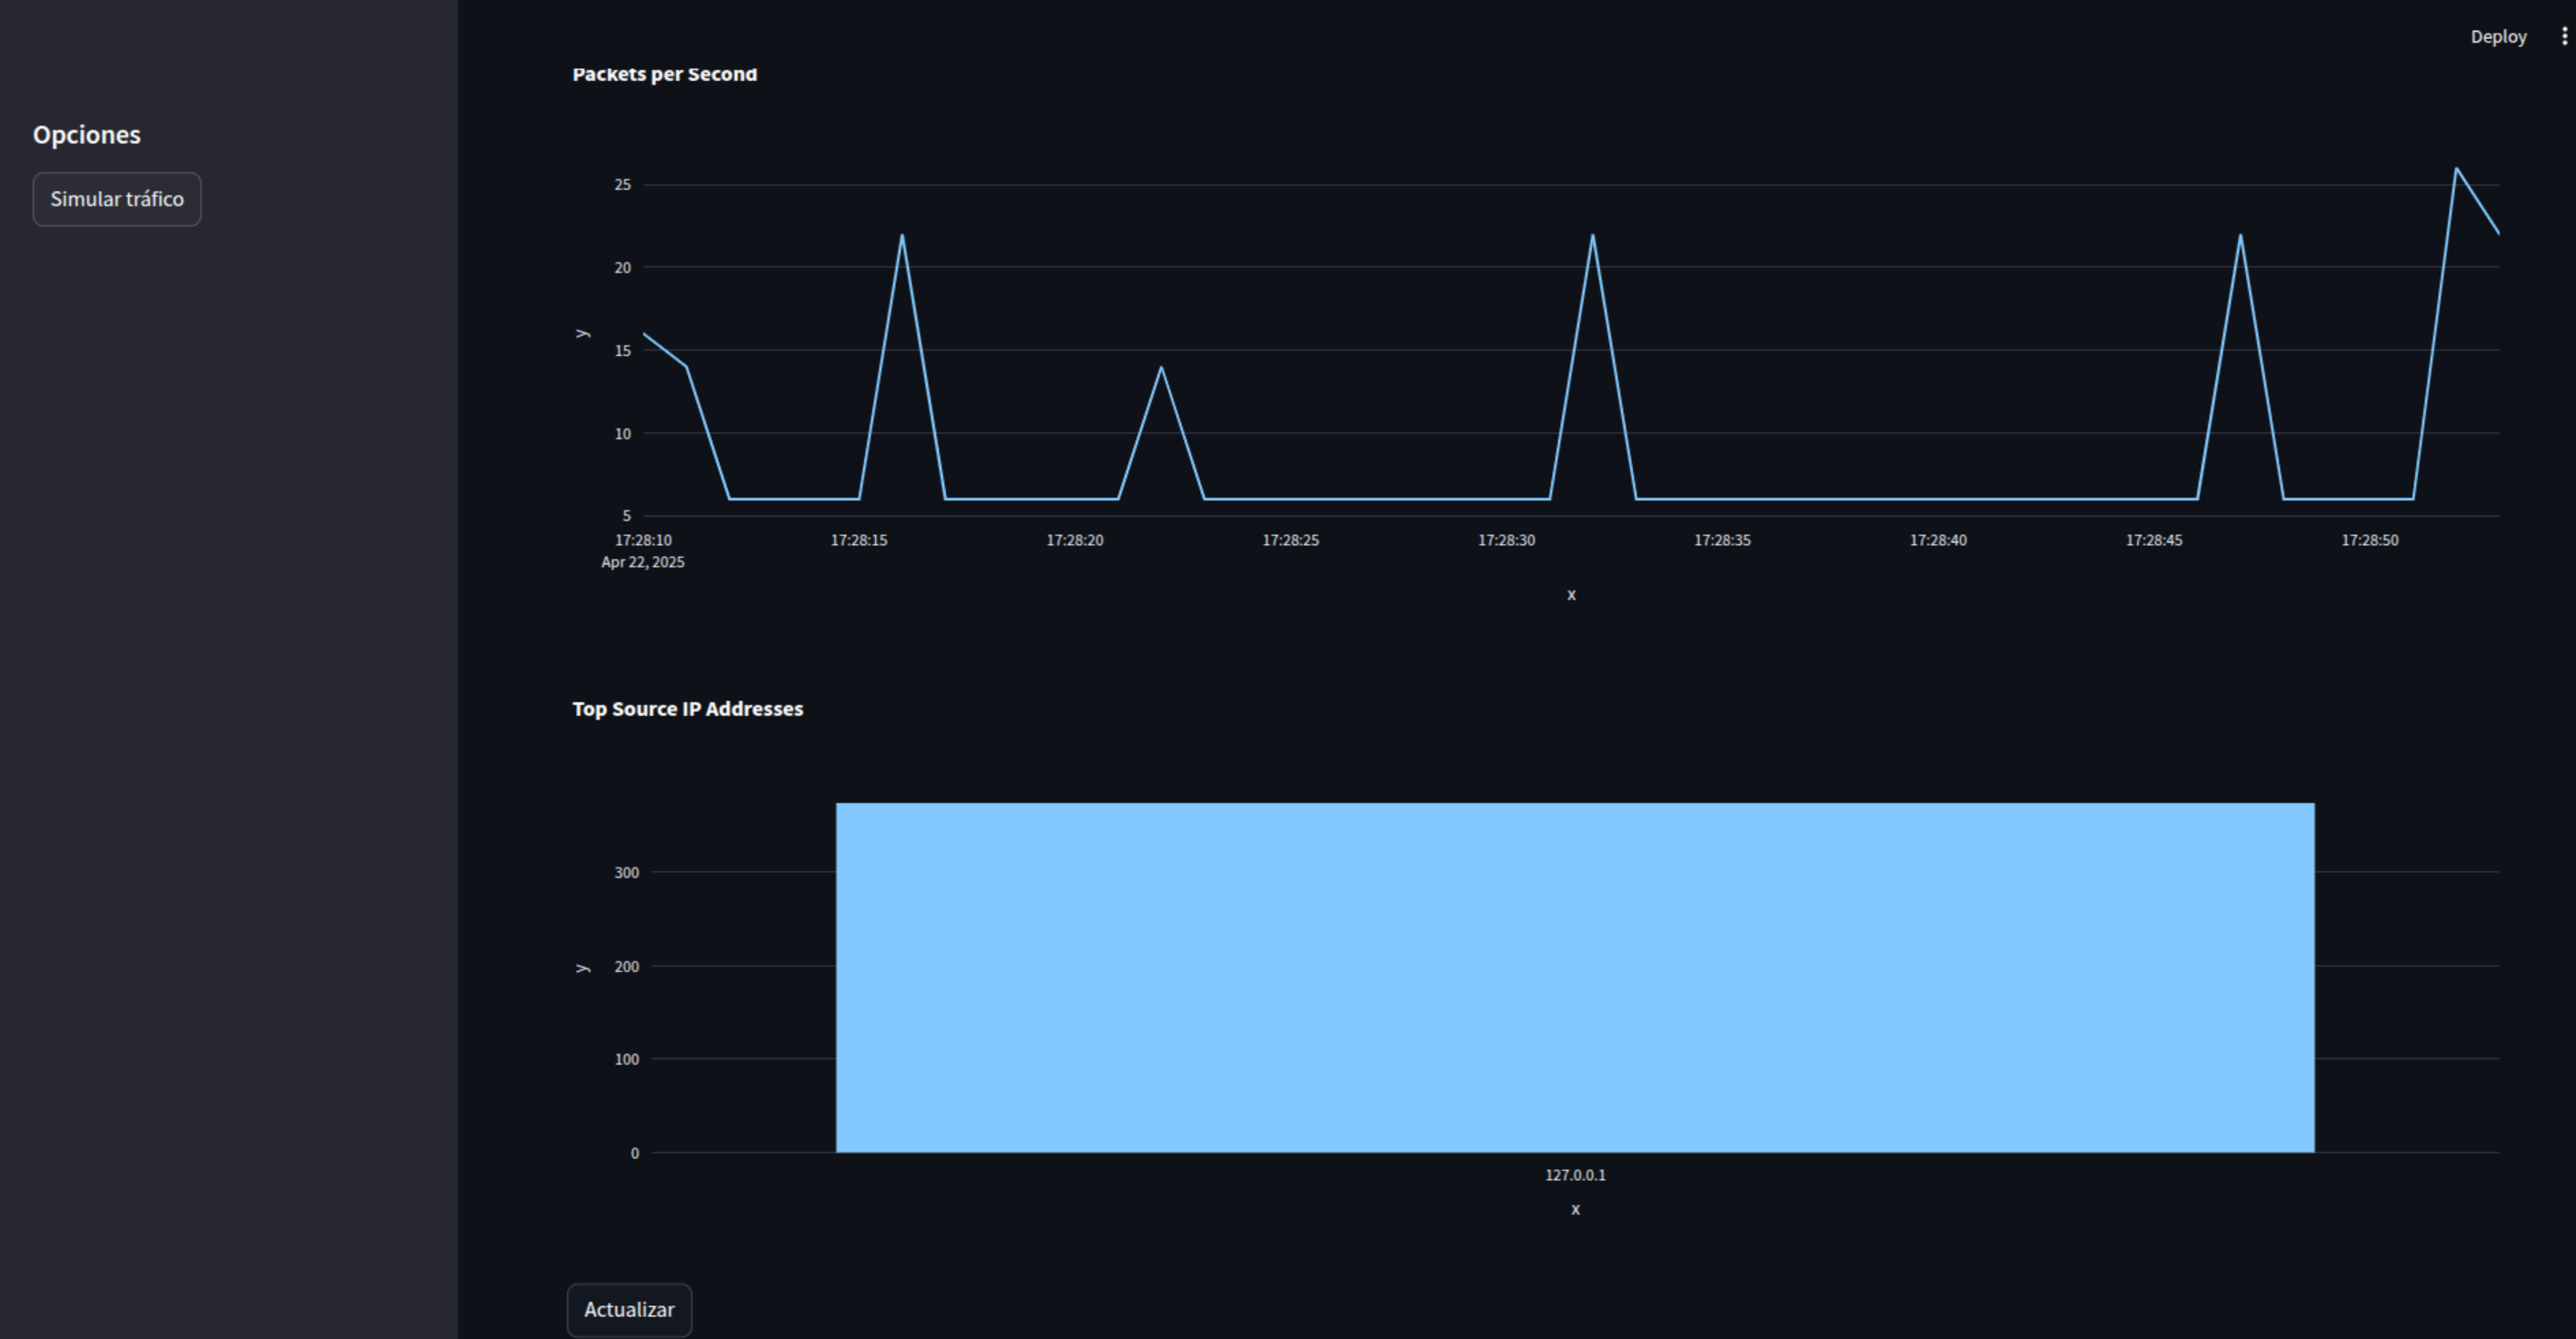 Deploy
Opciones
Simular tráfico
Packets per Second
25
20
15
10
5
y
17:28:10 17:28:15 17:28:20 17:28:25 17:28:30 17:28:35 17:28:40 17:28:45 17:28:50
Apr 22, 2025
x
Top Source IP Addresses
300
200
100
0
y
127.0.0.1
x
Actualizar